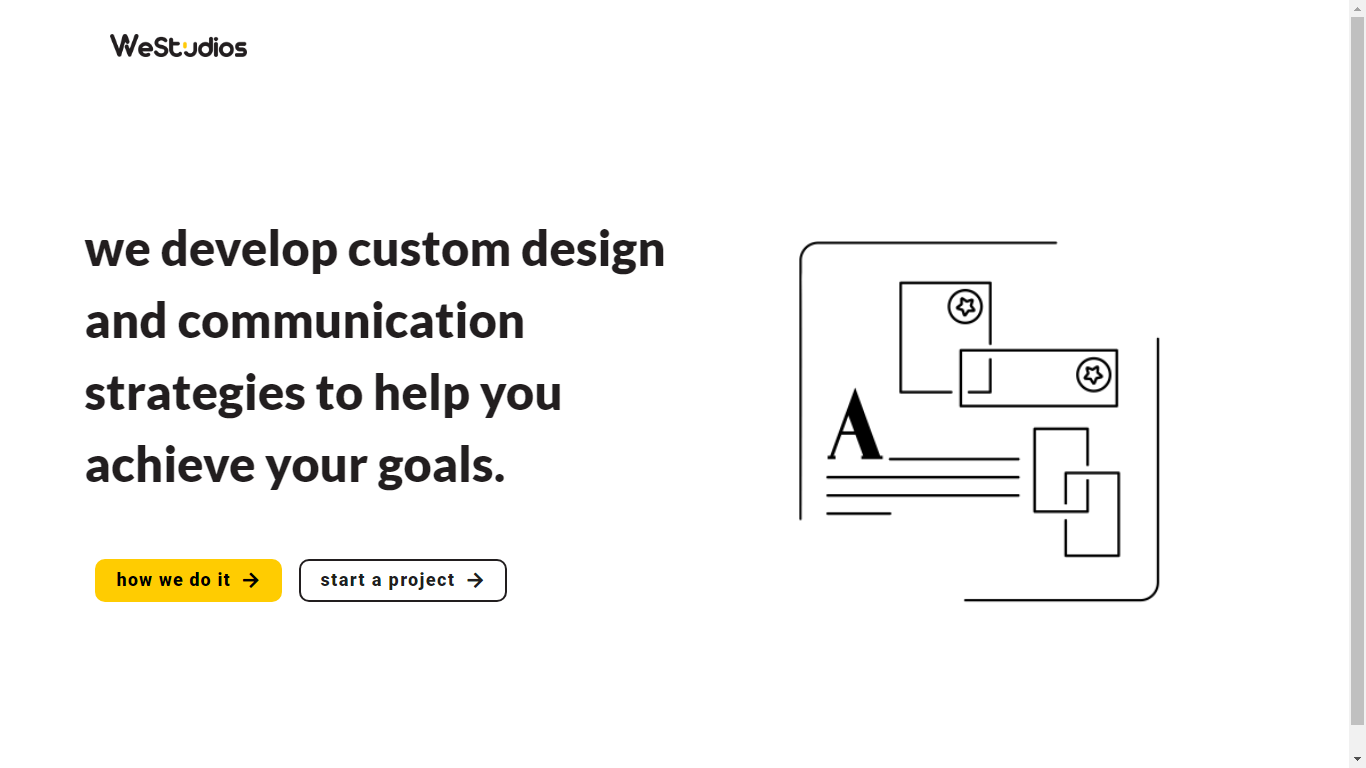 WeStudios
we develop custom design
and communication
strategies to help you
achieve your goals.
A
how we do it →
start a project →